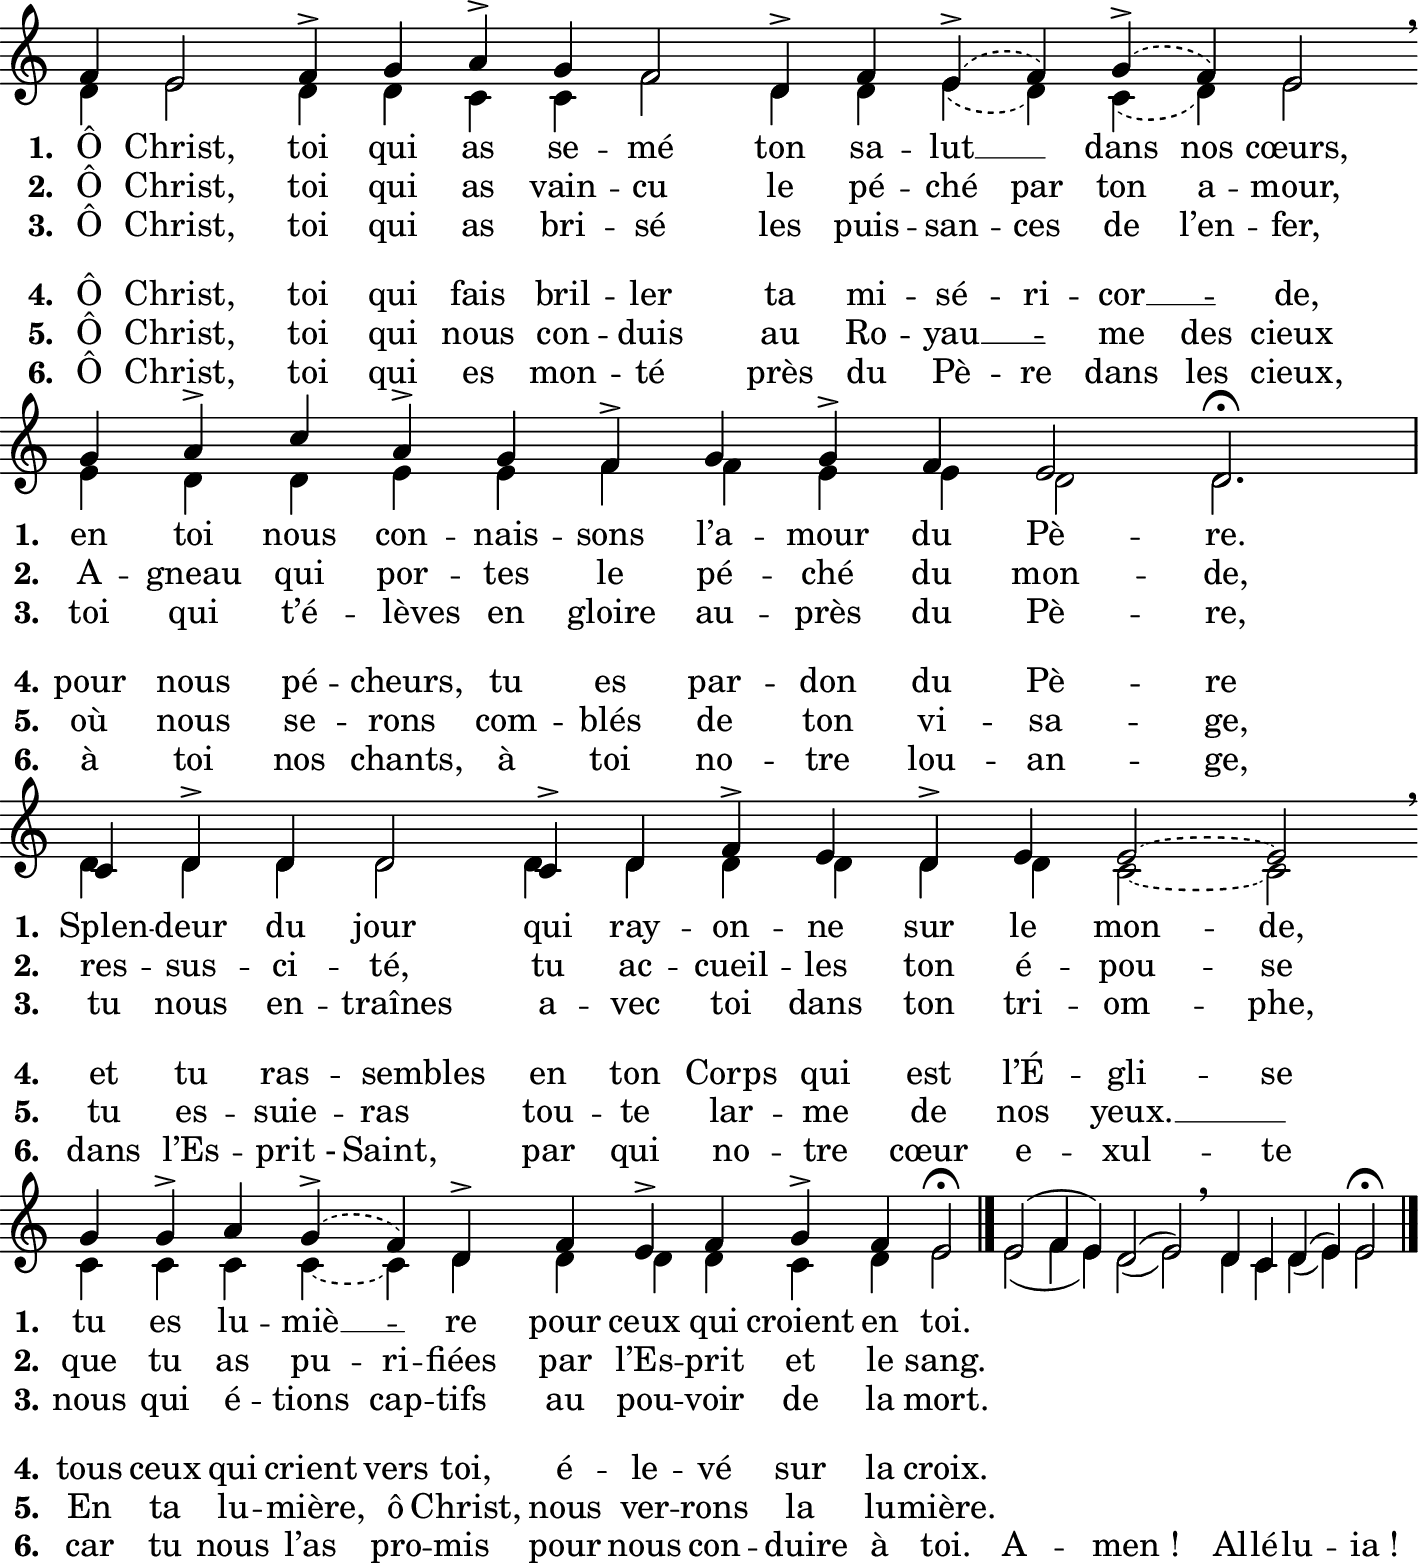 1. Ô Christ, toi qui as se – mé ton sa – lut __ dans nos cœurs,
2. Ô Christ, toi qui as vain – cu le pé – ché par ton a – mour,
3. Ô Christ, toi qui as bri – sé les puis – san – ces de l’en – fer,
4. Ô Christ, toi qui fais bril – ler ta mi – sé – ri – cor __ – de,
5. Ô Christ, toi qui nous con – duis au Ro – yau __ – me des cieux
6. Ô Christ, toi qui es mon – té près du Pè – re dans les cieux,
1. en toi nous con – nais – sons l’a – mour du Pè – re.
2. A – gneau qui por – tes le pé – ché du mon – de,
3. toi qui t’é – lèves en gloire au – près du Pè – re,
4. pour nous pé – cheurs, tu es par – don du Pè – re
5. où nous se – rons com – blés de ton vi – sa – ge,
6. à toi nos chants, à toi no – tre lou – an – ge,
1. Splen – deur du jour qui ray – on – ne sur le mon – de,
2. res – sus – ci – té, tu ac – cueil – les ton é – pou – se
3. tu nous en – traînes a – vec toi dans ton tri – om – phe,
4. et tu ras – sembles en ton Corps qui est l’É – gli – se
5. tu es – suie – ras tou – te lar – me de nos yeux. __
6. dans l’Es – prit - Saint, par qui no – tre cœur e – xul – te
1. tu es lu – miè __ – re pour ceux qui croient en toi.
2. que tu as pu – ri – fiées par l’Es – prit et le sang.
3. nous qui é – tions cap – tifs au pou – voir de la mort.
4. tous ceux qui crient vers toi, é – le – vé sur la croix.
5. En ta lu – mière, ô Christ, nous ver – rons la lumière.
6. car tu nous l’as pro – mis pour nous con – duire à toi. A – men ! Allélu – ia !